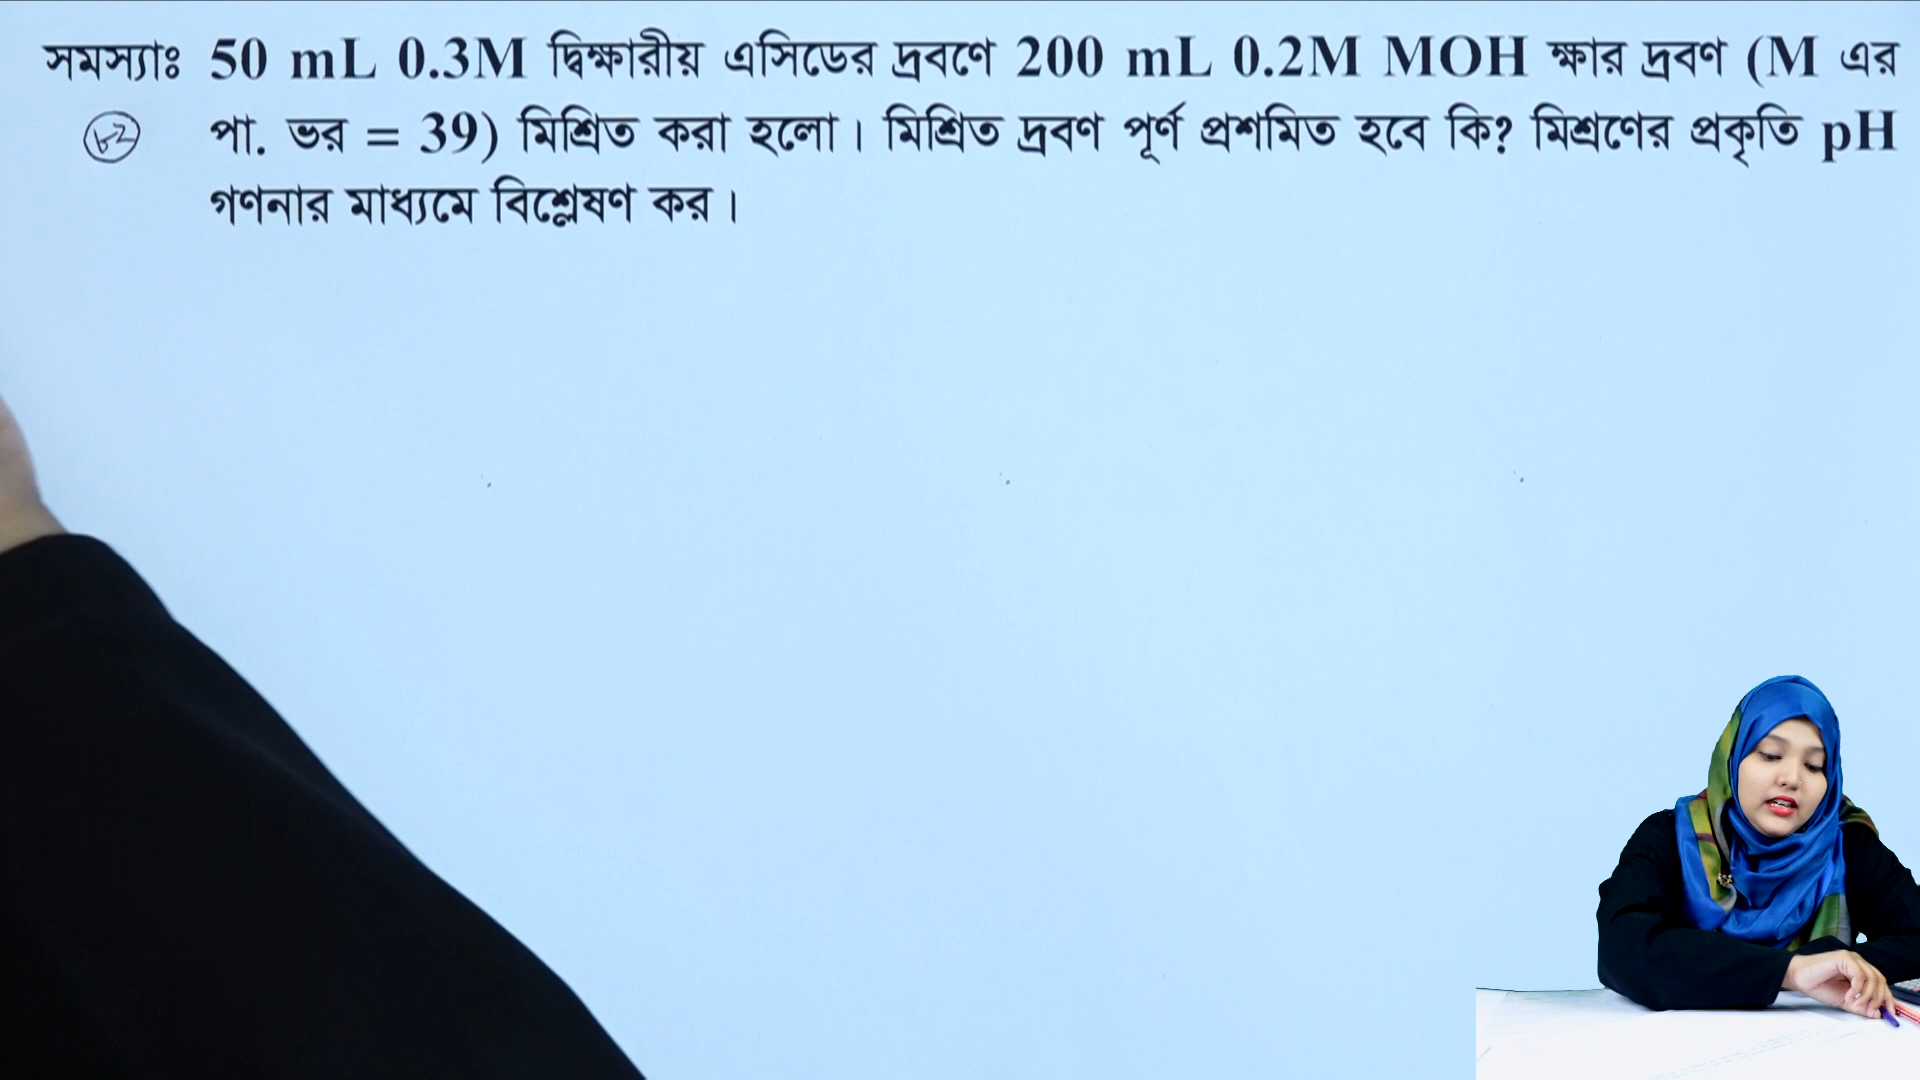 সমস্যাঃ 50 mL 0.3M দ্বিক্ষারীয় এসিডের দ্রবণে 200 mL 0.2M MOH ক্ষার দ্রবণ (M এর
পা. ভর = 39) মিশ্রিত করা হলো। মিশ্রিত দ্রবণ পূর্ণ প্রশমিত হবে কি? মিশ্রণের প্রকৃতি pH
গণনার মাধ্যমে বিশ্লেষণ কর।